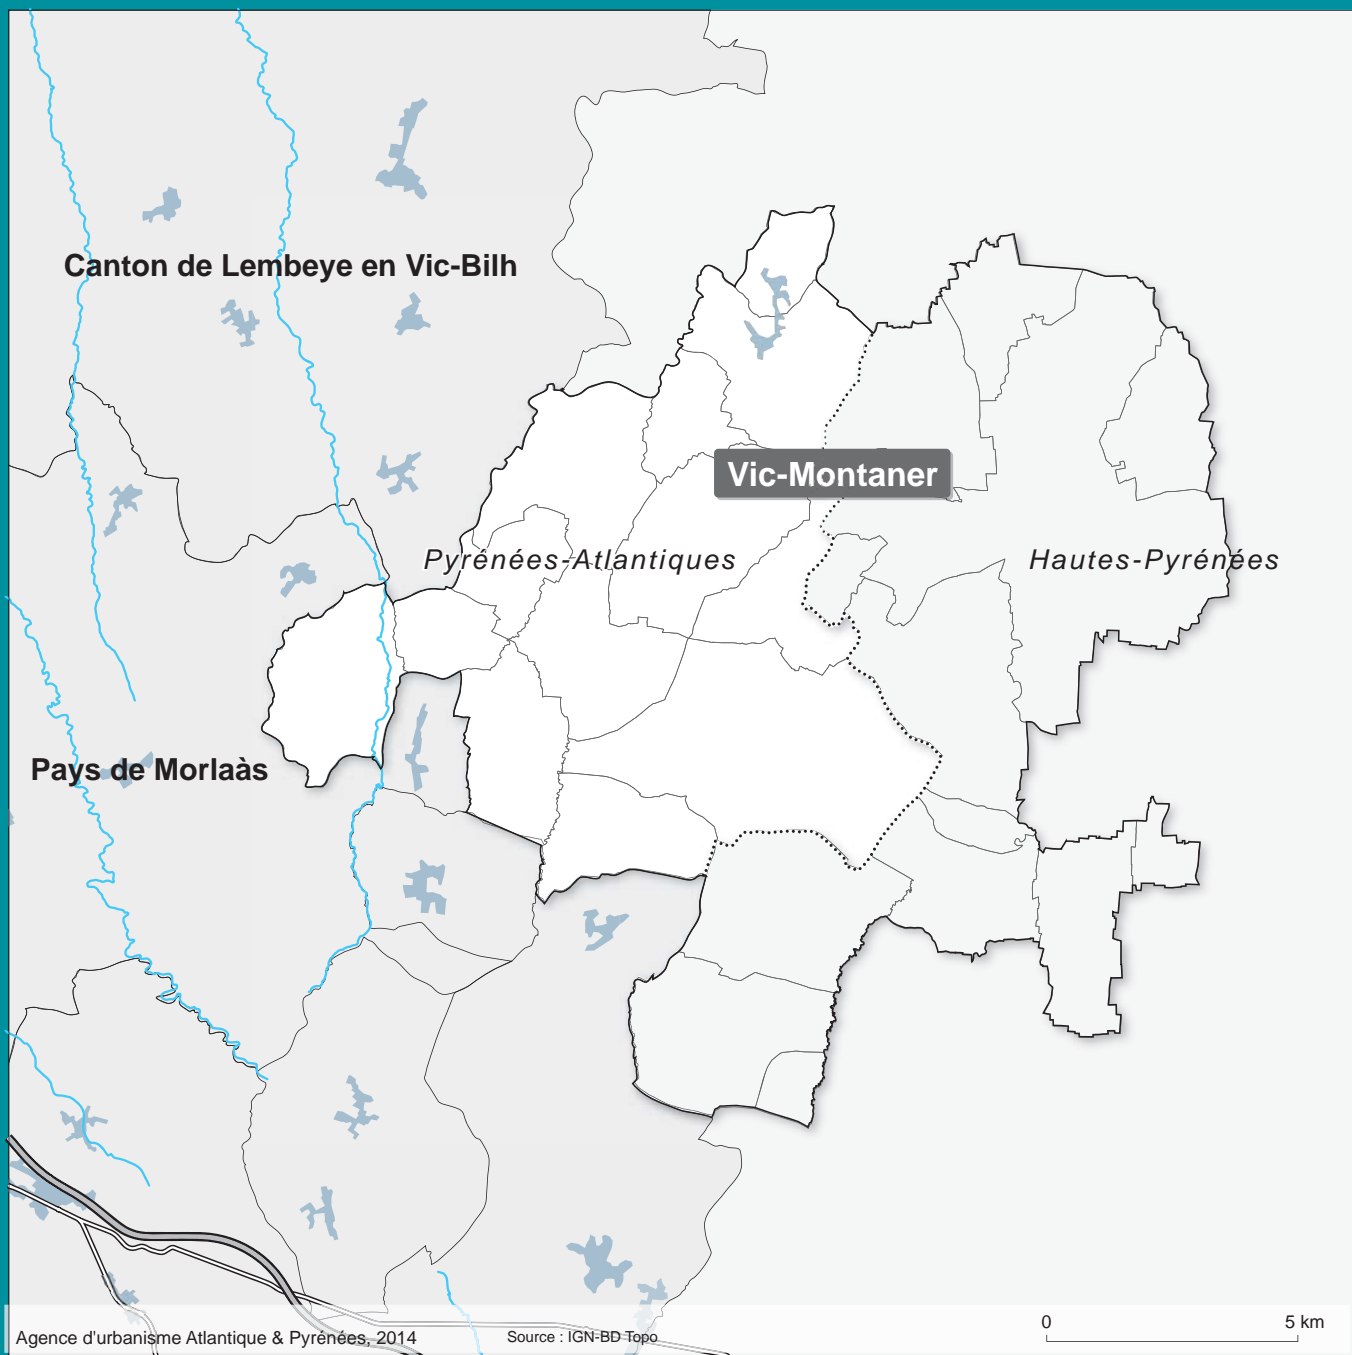 Canton de Lembeye en Vic-Bilh
Vic-Montaner
Pyrénées-Atlantiques
Hautes-Pyrénées
Pays de Morlaàs
Agence d'urbanisme Atlantique & Pyrénées, 2014
Source : IGN-BD Topo
0
5 km